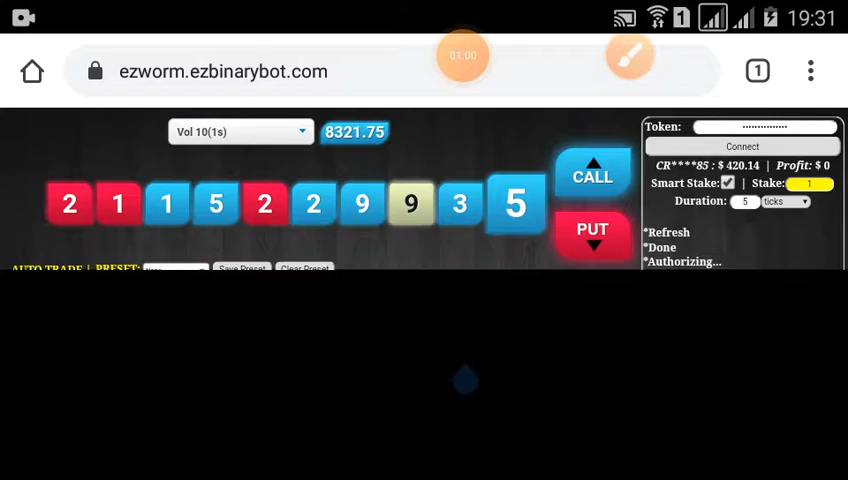 1 19:31
ezworm.ezbinarybot.com 01:00 1
Vol 10(1s) 8321.75
2 1 1 5 2 2 9 9 3 5
CALL
PUT
Token: ••••••••••••••
Connect
CR****85: $ 420.14 | Profit: $ 0
Smart Stake: | Stake: 1
Duration: 5 ticks
*Refresh
*Done
*Authorizing...
AUTO TRADE | PRESET: Save Preset Clear Preset